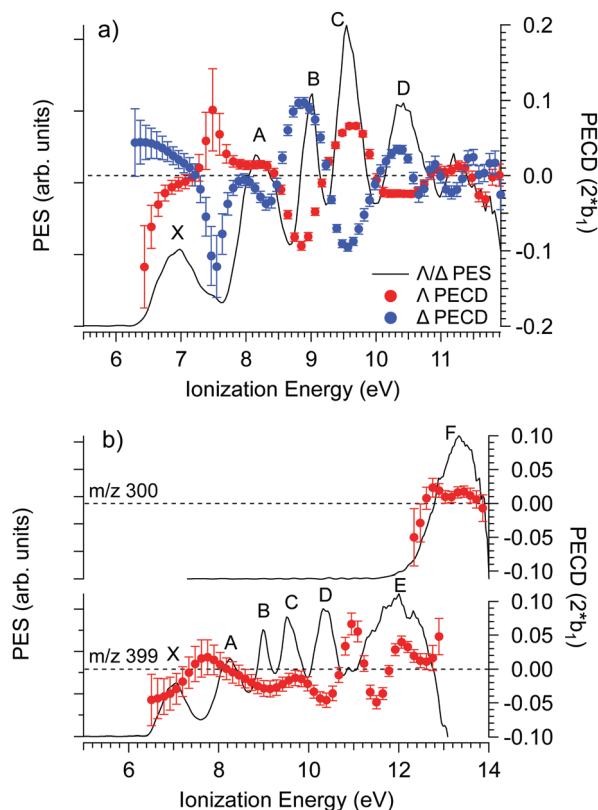 a)
C
B
D
A
X
PES (arb. units)
0.2
0.1
0.0
-0.1
-0.2
PECD (2*b₁)
Λ/Δ PES
Λ PECD
Δ PECD
6 7 8 9 10 11
Ionization Energy (eV)
b)
F
m/z 300
0.10
0.05
0.00
-0.05
-0.10
PES (arb. units)
PECD (2*b₁)
m/z 399
X
A
B
C
D
E
0.10
0.05
0.00
-0.05
-0.10
6 8 10 12 14
Ionization Energy (eV)